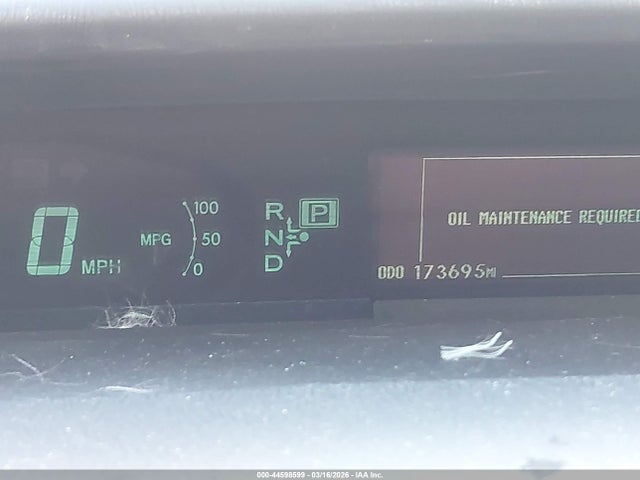 0 MPH
MPG
100
50
0
R
P
N
D
OIL MAINTENANCE REQUIRED
ODO 173695MI
000-44598599 - 03/16/2026 - IAA Inc.